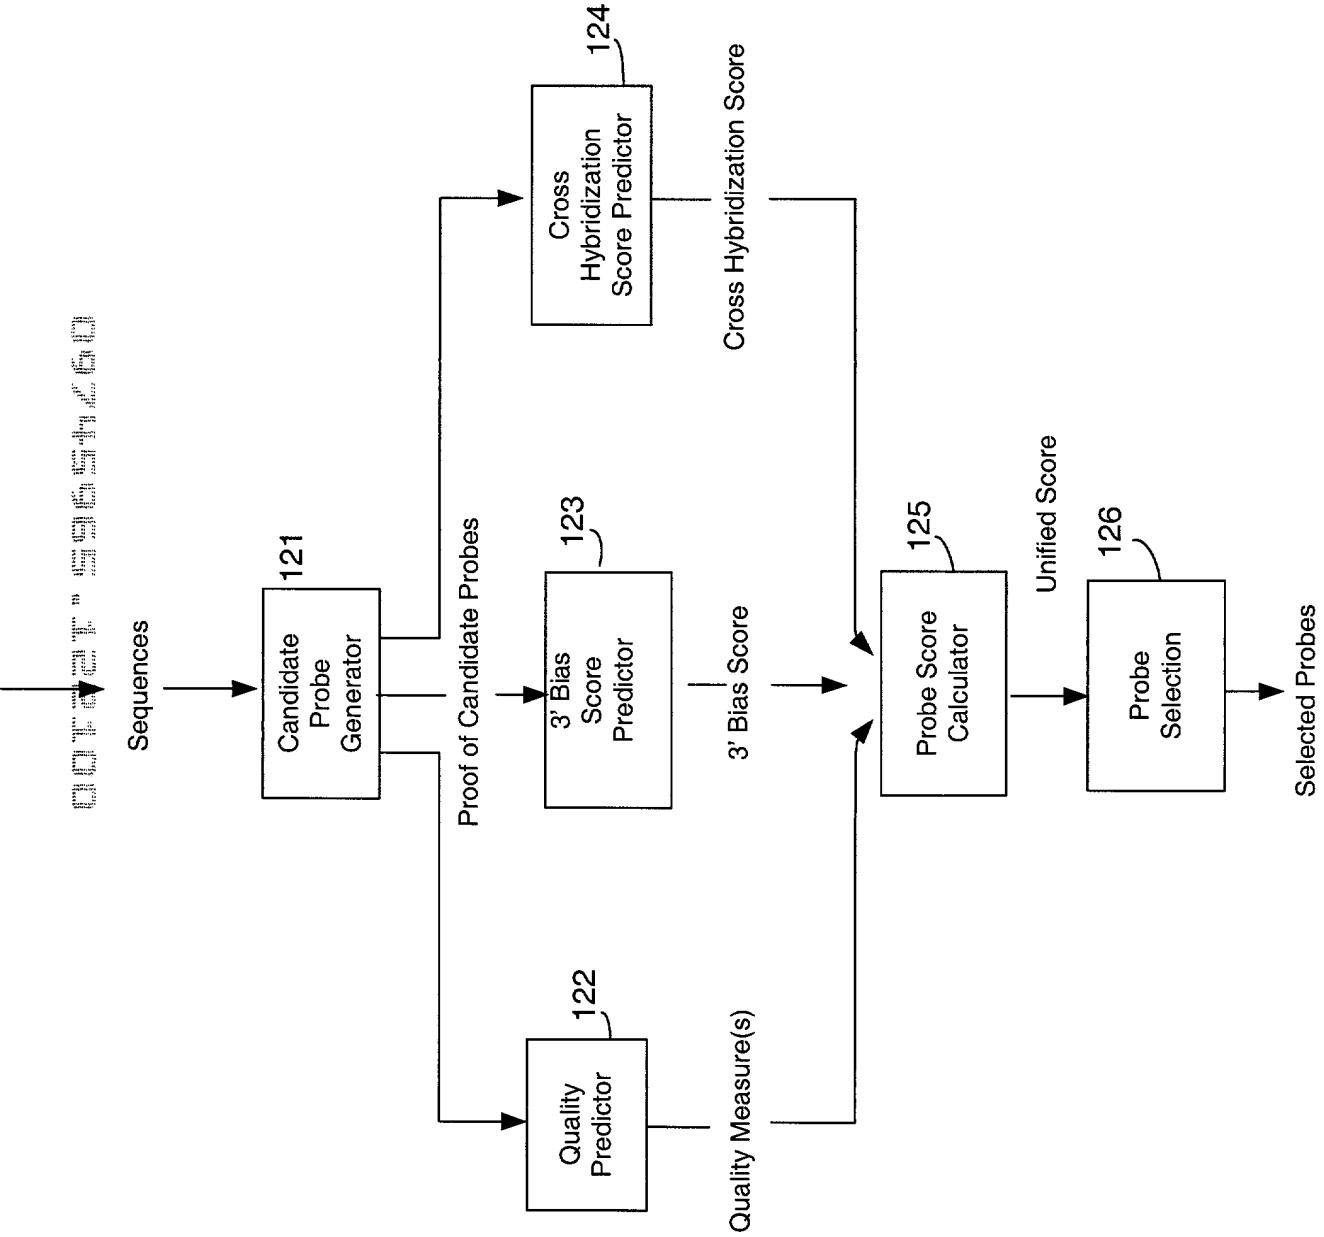 Sequences
121
Candidate
Probe
Generator
Proof of Candidate Probes
122
Quality
Predictor
123
3' Bias
Score
Predictor
124
Cross
Hybridization
Score Predictor
Quality Measure(s)
3' Bias Score
Cross Hybridization Score
125
Probe Score
Calculator
Unified Score
126
Probe
Selection
Selected Probes